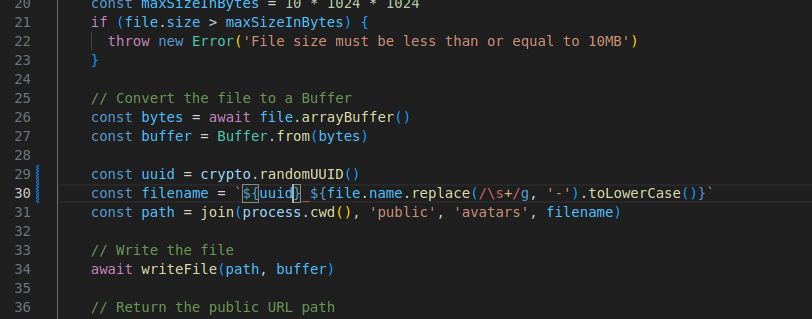 20 const maxSizeInBytes = 10 * 1024 * 1024
21 if (file.size > maxSizeInBytes) {
22 throw new Error('File size must be less than or equal to 10MB')
23 }
24
25 // Convert the file to a Buffer
26 const bytes = await file.arrayBuffer()
27 const buffer = Buffer.from(bytes)
28
29 const uuid = crypto.randomUUID()
30 const filename = `${uuid}_${file.name.replace(/\s+/g, '-').toLowerCase()}`
31 const path = join(process.cwd(), 'public', 'avatars', filename)
32
33 // Write the file
34 await writeFile(path, buffer)
35
36 // Return the public URL path